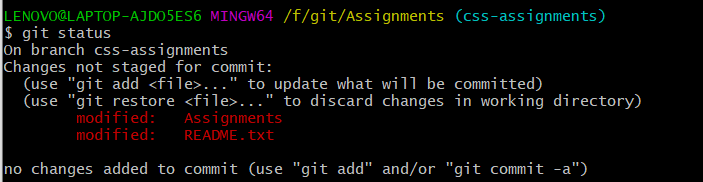 LENOVO@LAPTOP-AJDO5ES6 MINGW64 /f/git/Assignments (css-assignments)
$ git status
On branch css-assignments
Changes not staged for commit:
  (use "git add <file>..." to update what will be committed)
  (use "git restore <file>..." to discard changes in working directory)
        modified:   Assignments
        modified:   README.txt

no changes added to commit (use "git add" and/or "git commit -a")